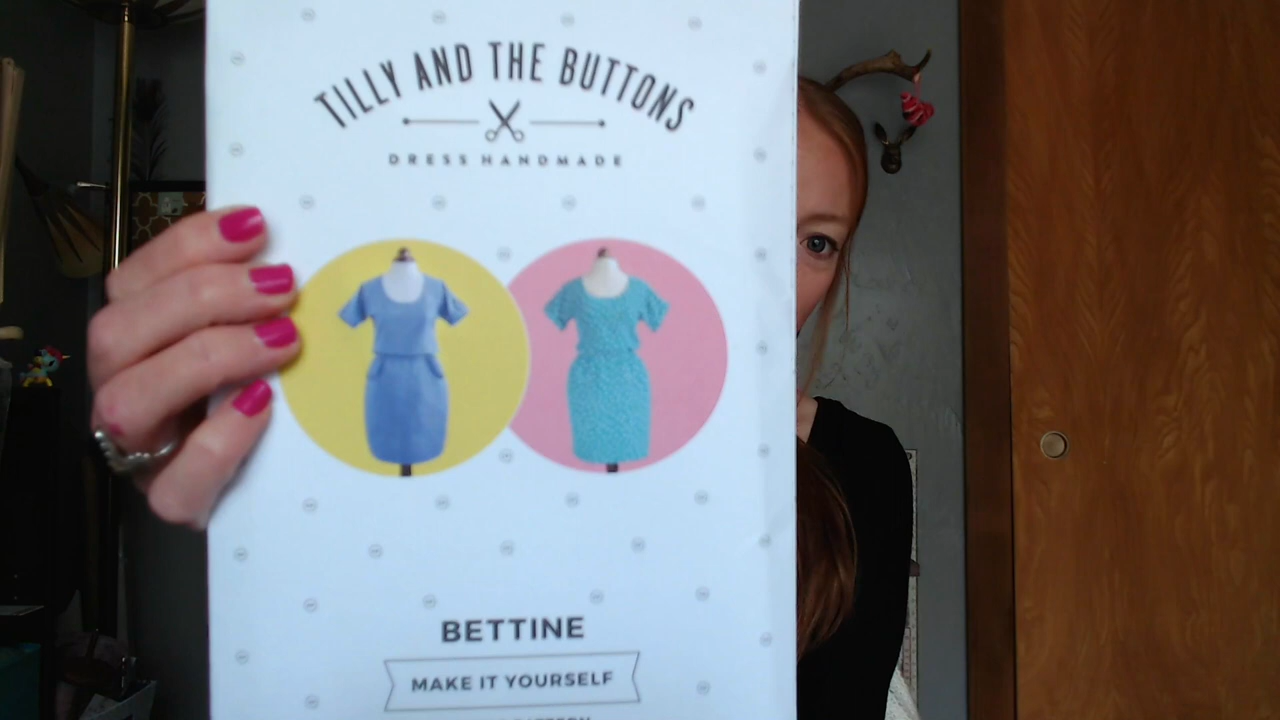 TILLY AND THE BUTTONS
DRESS HANDMADE
BETTINE
MAKE IT YOURSELF